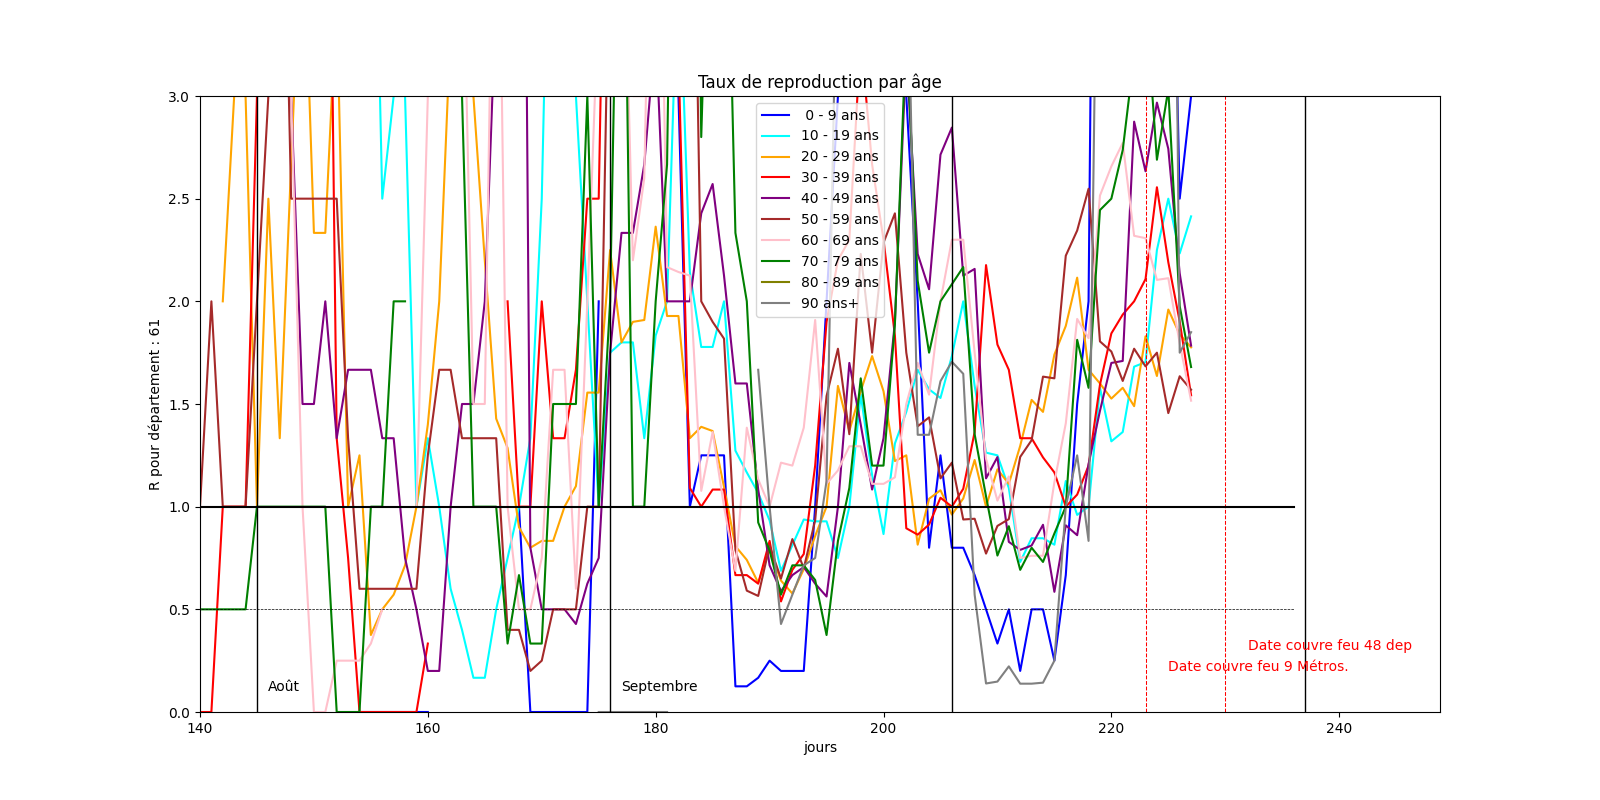 Taux de reproduction par âge
3.0
2.5
2.0
1.5
1.0
0.5
0.0
R pour département : 61
0 - 9 ans
10 - 19 ans
20 - 29 ans
30 - 39 ans
40 - 49 ans
50 - 59 ans
60 - 69 ans
70 - 79 ans
80 - 89 ans
90 ans+
Date couvre feu 48 dep
Date couvre feu 9 Métros.
Août
Septembre
140
160
180
200
220
240
jours